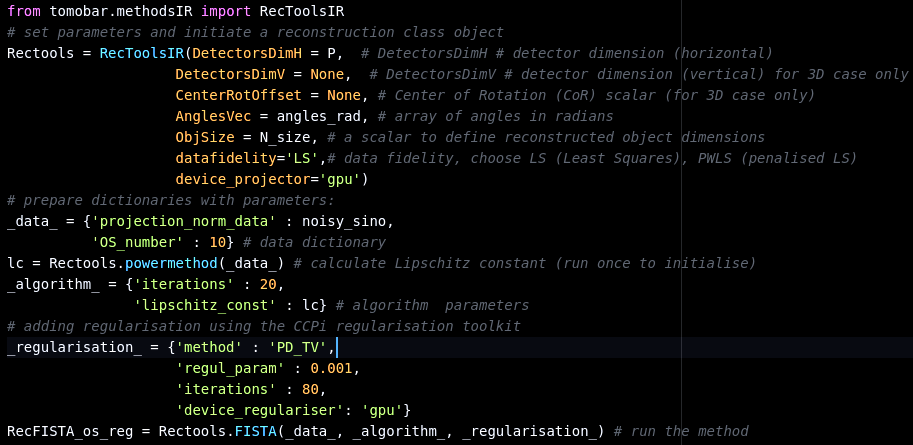 from tomobar.methodsIR import RecToolsIR
# set parameters and initiate a reconstruction class object
Rectools = RecToolsIR(DetectorsDimH = P,  # DetectorsDimH # detector dimension (horizontal)
                    DetectorsDimV = None,  # DetectorsDimV # detector dimension (vertical) for 3D case only
                    CenterRotOffset = None, # Center of Rotation (CoR) scalar (for 3D case only)
                    AnglesVec = angles_rad, # array of angles in radians
                    ObjSize = N_size, # a scalar to define reconstructed object dimensions
                    datafidelity='LS',# data fidelity, choose LS (Least Squares), PWLS (penalised LS)
                    device_projector='gpu')
# prepare dictionaries with parameters:
_data_ = {'projection_norm_data' : noisy_sino,
          'OS_number' : 10} # data dictionary
lc = Rectools.powermethod(_data_) # calculate Lipschitz constant (run once to initialise)
_algorithm_ = {'iterations' : 20,
               'lipschitz_const' : lc} # algorithm  parameters
# adding regularisation using the CCPi regularisation toolkit
_regularisation_ = {'method' : 'PD_TV',
                    'regul_param' : 0.001,
                    'iterations' : 80,
                    'device_regulariser': 'gpu'}
RecFISTA_os_reg = Rectools.FISTA(_data_, _algorithm_, _regularisation_) # run the method